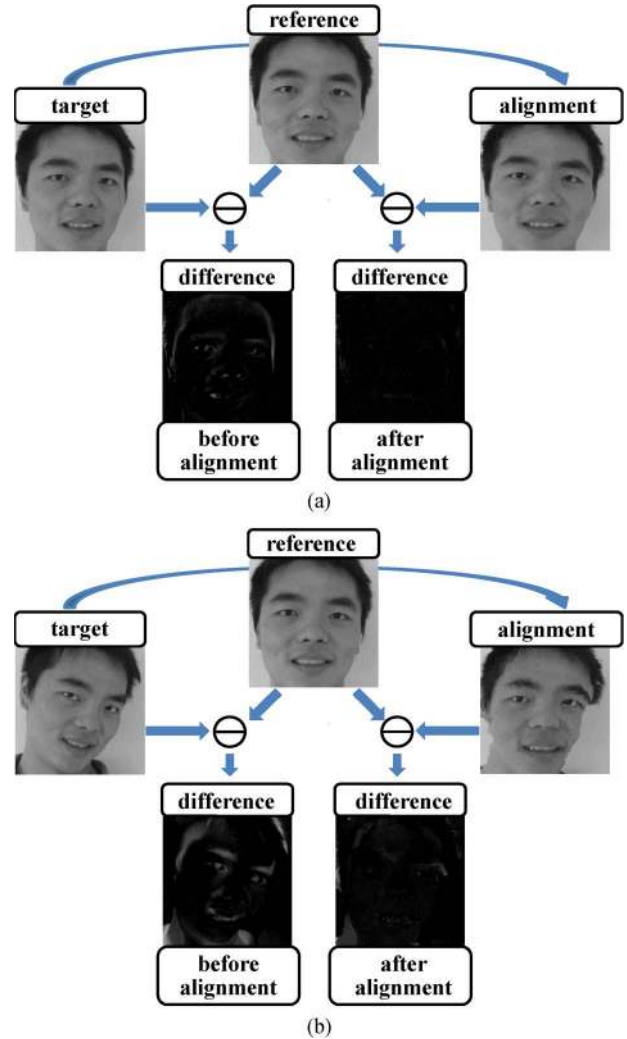 reference
target
alignment
difference
difference
before
alignment
after
alignment
(a)
reference
target
alignment
difference
difference
before
alignment
after
alignment
(b)